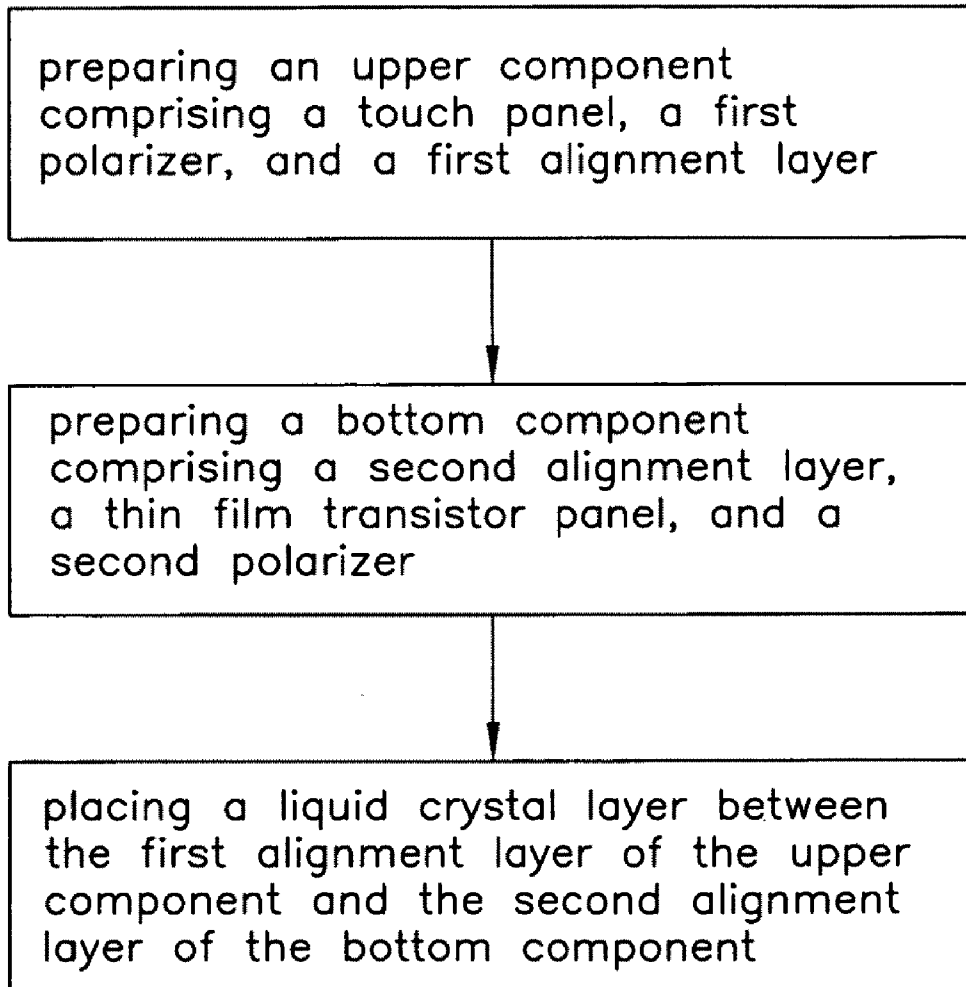 preparing an upper component
comprising a touch panel, a first
polarizer, and a first alignment layer
preparing a bottom component
comprising a second alignment layer,
a thin film transistor panel, and a
second polarizer
placing a liquid crystal layer between
the first alignment layer of the upper
component and the second alignment
layer of the bottom component